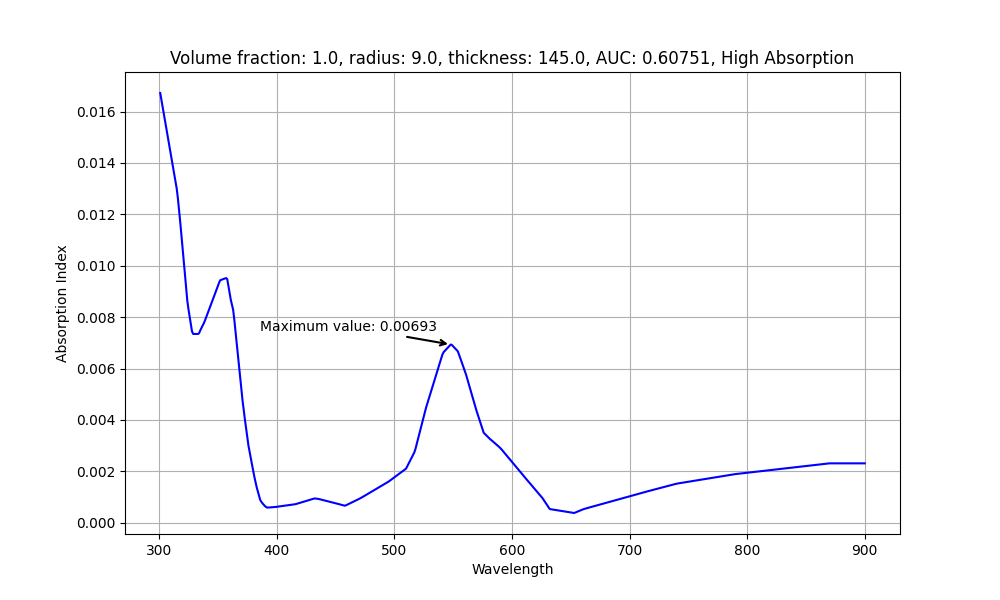 Volume fraction: 1.0, radius: 9.0, thickness: 145.0, AUC: 0.60751, High Absorption
0.016
0.014
0.012
0.010
0.008
0.006
0.004
0.002
0.000
Absorption Index
Maximum value: 0.00693
300 400 500 600 700 800 900
Wavelength